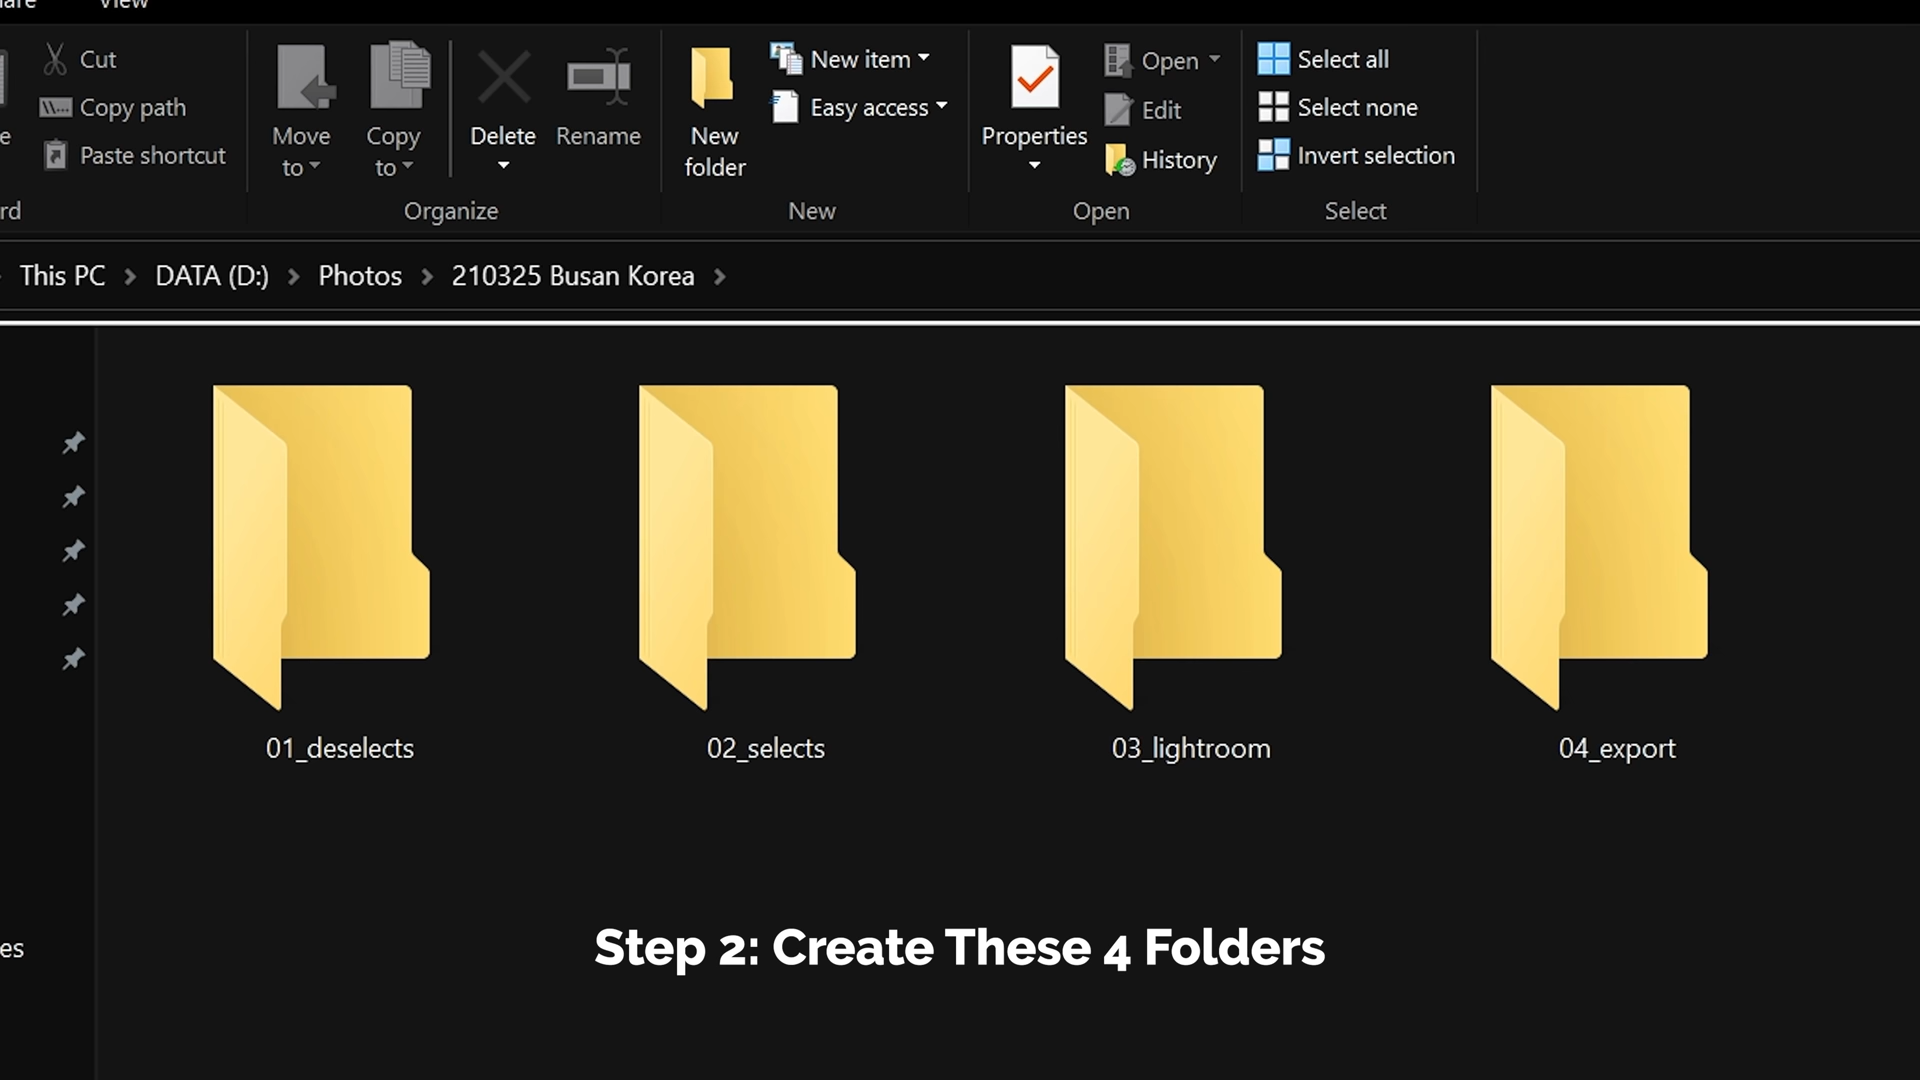 View
Cut
Copy path
Paste shortcut
Move to
Copy to
Delete
Rename
Organize
New folder
New item
Easy access
New
Properties
Open
Edit
History
Open
Select all
Select none
Invert selection
Select
This PC > DATA (D:) > Photos > 210325 Busan Korea >
01_deselects
02_selects
03_lightroom
04_export
Step 2: Create These 4 Folders